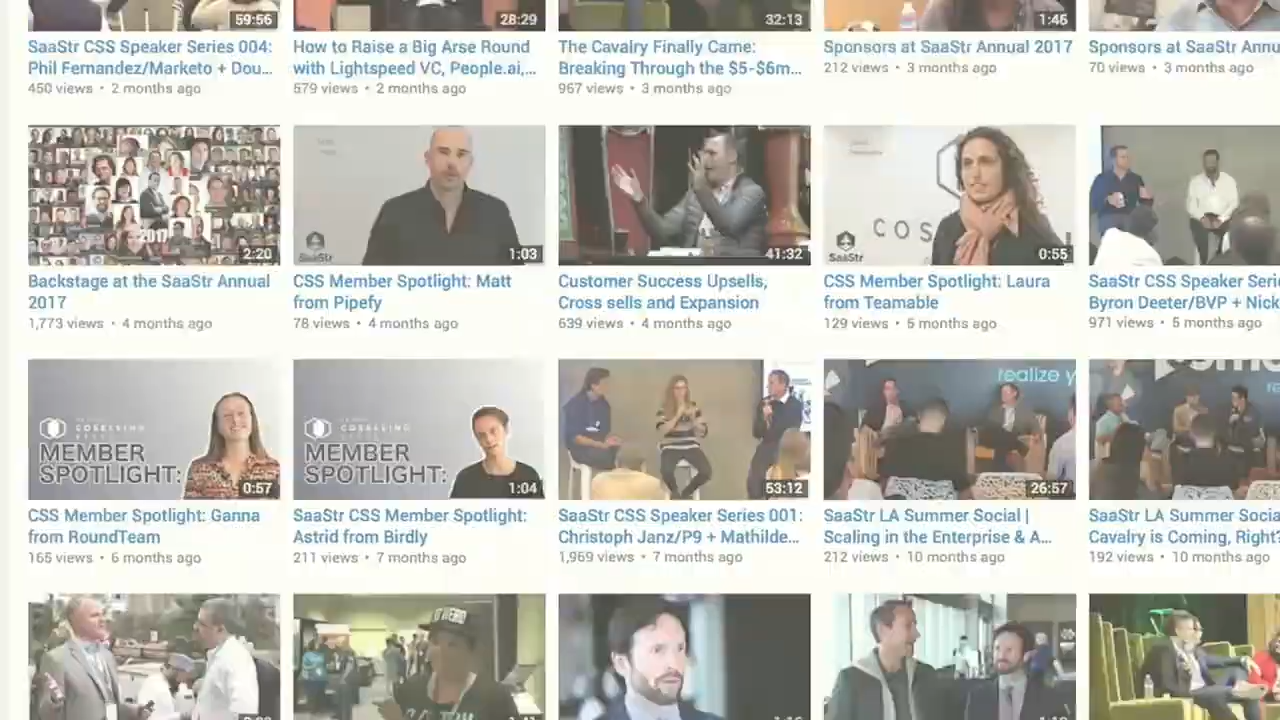 59:56
28:29
32:13
1:45
SaaStr CSS Speaker Series 004:
Phil Fernandez/Marketo + Dou...
450 views • 2 months ago
How to Raise a Big Arse Round
with Lightspeed VC, People.ai,...
579 views • 2 months ago
The Cavalry Finally Came:
Breaking Through the $5-$6m...
967 views • 3 months ago
Sponsors at SaaStr Annual 2017
212 views • 3 months ago
Sponsors at SaaStr Annu
70 views • 3 months ago
2017
2:20
SaaStr
1:03
41:32
COS
SaaStr
0:55
Backstage at the SaaStr Annual
2017
1,773 views • 4 months ago
CSS Member Spotlight: Matt
from Pipefy
78 views • 4 months ago
Customer Success Upsells,
Cross sells and Expansion
639 views • 4 months ago
CSS Member Spotlight: Laura
from Teamable
129 views • 5 months ago
SaaStr CSS Speaker Serie
Byron Deeter/BVP + Nick
971 views • 5 months ago
COSELLING
MEMBER
SPOTLIGHT:
0:57
COSELLING
MEMBER
SPOTLIGHT:
1:04
53:12
realize y
26:57
CSS Member Spotlight: Ganna
from RoundTeam
165 views • 6 months ago
SaaStr CSS Member Spotlight:
Astrid from Birdly
211 views • 7 months ago
SaaStr CSS Speaker Series 001:
Christoph Janz/P9 + Mathilde...
1,969 views • 7 months ago
SaaStr LA Summer Social |
Scaling in the Enterprise & A...
212 views • 10 months ago
SaaStr LA Summer Socia
Cavalry is Coming, Right?
192 views • 10 months ago